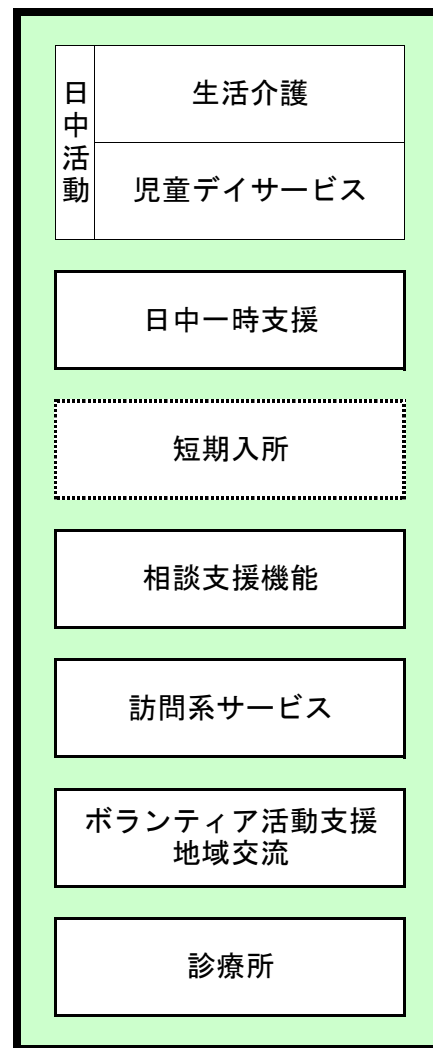 日中活動
生活介護
児童デイサービス
日中一時支援
短期入所
相談支援機能
訪問系サービス
ボランティア活動支援
地域交流
診療所